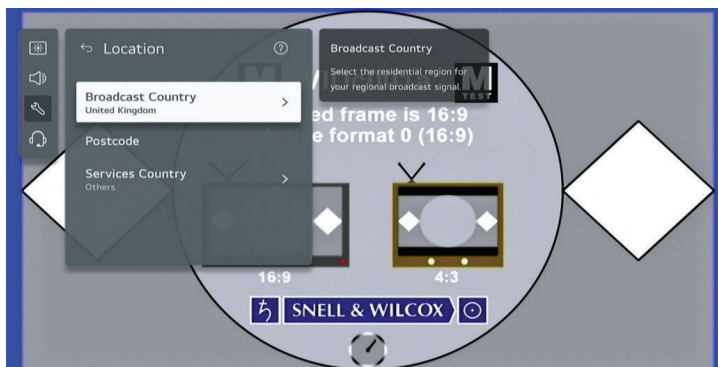 Location
?
Broadcast Country
United Kingdom
Postcode
Services Country
Others
Broadcast Country
Select the residential region for
your regional broadcast signal.
M
TEST
ed frame is 16:9
e format 0 (16:9)
16:9
4:3
SNELL & WILCOX